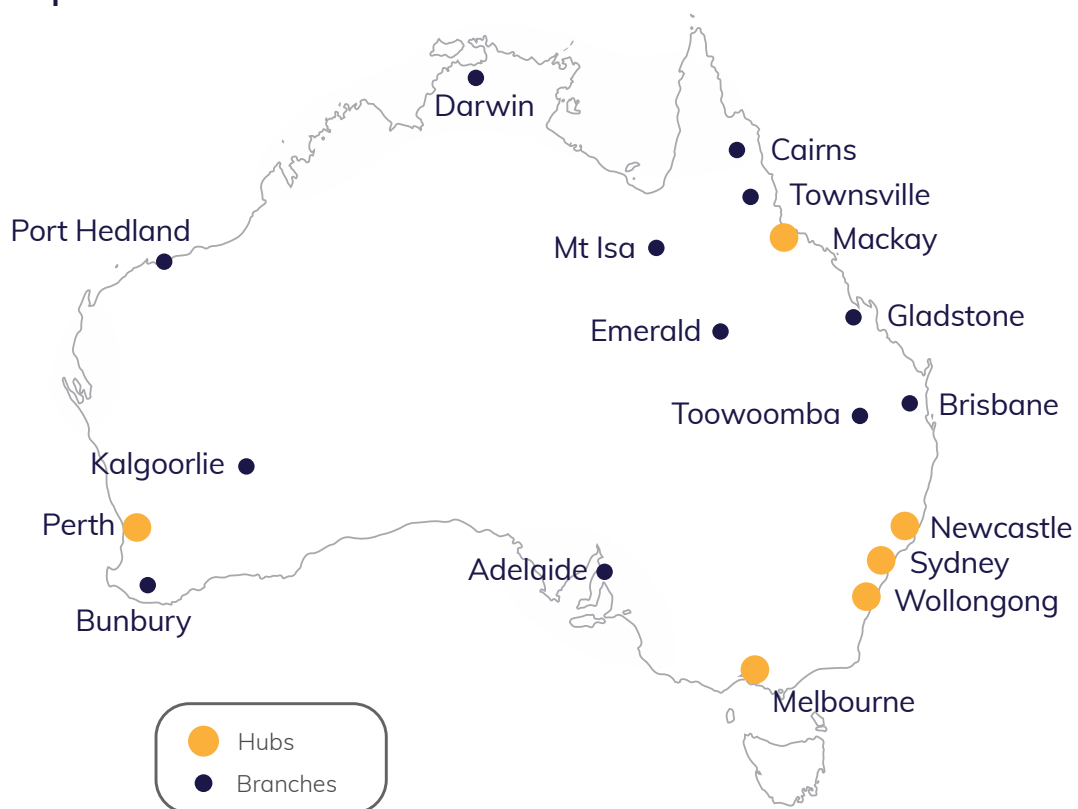 Darwin
Cairns
Townsville
Port Hedland
Mackay
Mt Isa
Gladstone
Emerald
Brisbane
Toowoomba
Kalgoorlie
Perth
Newcastle
Sydney
Adelaide
Wollongong
Bunbury
Melbourne
Hubs
Branches